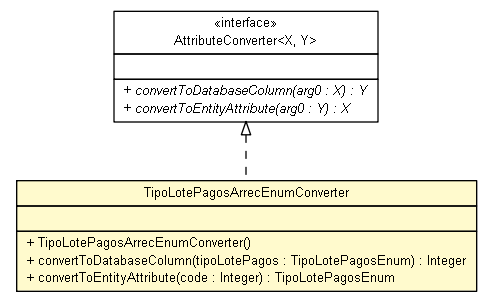 «interface»
AttributeConverter<X, Y>
+ convertToDatabaseColumn(arg0 : X) : Y
+ convertToEntityAttribute(arg0 : Y) : X
TipoLotePagosArrecEnumConverter
+ TipoLotePagosArrecEnumConverter()
+ convertToDatabaseColumn(tipoLotePagos : TipoLotePagosEnum) : Integer
+ convertToEntityAttribute(code : Integer) : TipoLotePagosEnum